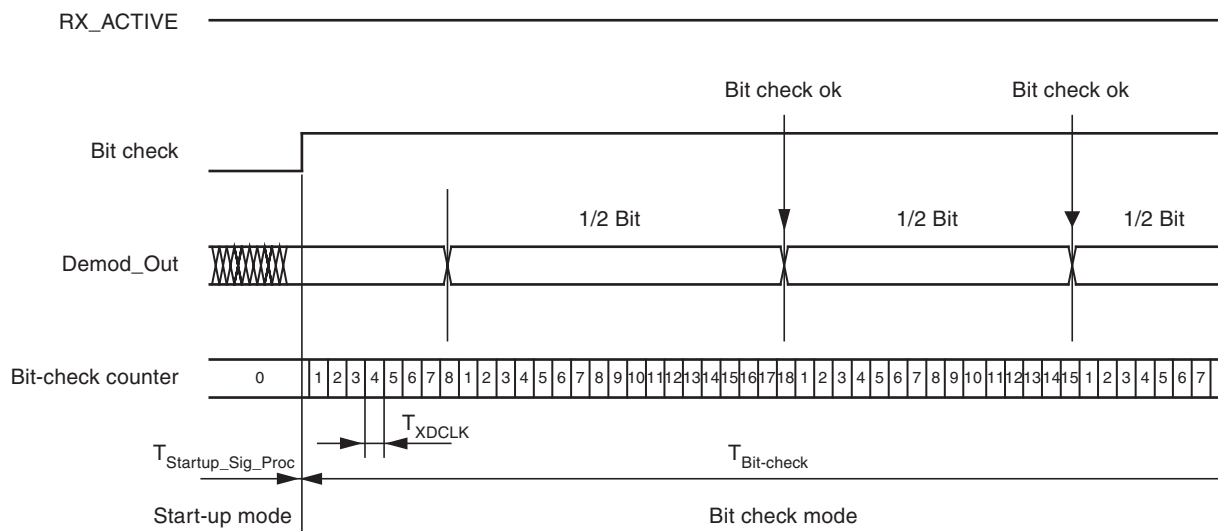 RX_ACTIVE
Bit check ok Bit check ok
Bit check
1/2 Bit 1/2 Bit 1/2 Bit
Demod_Out
Bit-check counter 0 1 2 3 4 5 6 7 8 1 2 3 4 5 6 7 8 9 10 11 12 13 14 15 16 17 18 1 2 3 4 5 6 7 8 9 10 11 12 13 14 15 1 2 3 4 5 6 7
TXDCLK
TStartup_Sig_Proc TBit-check
Start-up mode Bit check mode